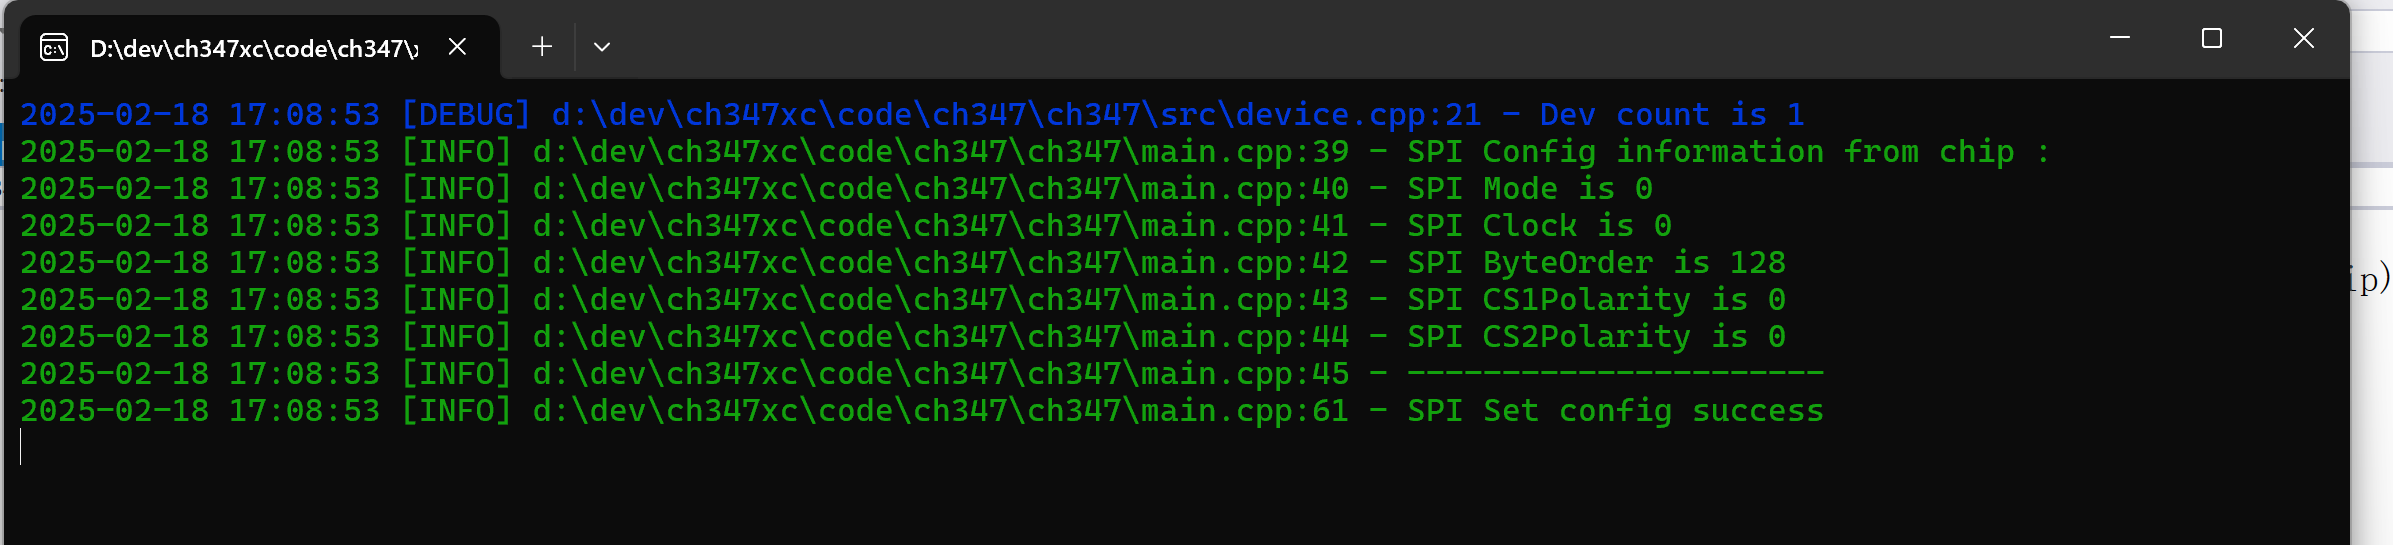 D:\dev\ch347xc\code\ch347\
2025-02-18 17:08:53 [DEBUG] d:\dev\ch347xc\code\ch347\ch347\src\device.cpp:21 - Dev count is 1
2025-02-18 17:08:53 [INFO] d:\dev\ch347xc\code\ch347\ch347\main.cpp:39 - SPI Config information from chip :
2025-02-18 17:08:53 [INFO] d:\dev\ch347xc\code\ch347\ch347\main.cpp:40 - SPI Mode is 0
2025-02-18 17:08:53 [INFO] d:\dev\ch347xc\code\ch347\ch347\main.cpp:41 - SPI Clock is 0
2025-02-18 17:08:53 [INFO] d:\dev\ch347xc\code\ch347\ch347\main.cpp:42 - SPI ByteOrder is 128
2025-02-18 17:08:53 [INFO] d:\dev\ch347xc\code\ch347\ch347\main.cpp:43 - SPI CS1Polarity is 0
2025-02-18 17:08:53 [INFO] d:\dev\ch347xc\code\ch347\ch347\main.cpp:44 - SPI CS2Polarity is 0
2025-02-18 17:08:53 [INFO] d:\dev\ch347xc\code\ch347\ch347\main.cpp:45 - ----------------------
2025-02-18 17:08:53 [INFO] d:\dev\ch347xc\code\ch347\ch347\main.cpp:61 - SPI Set config success